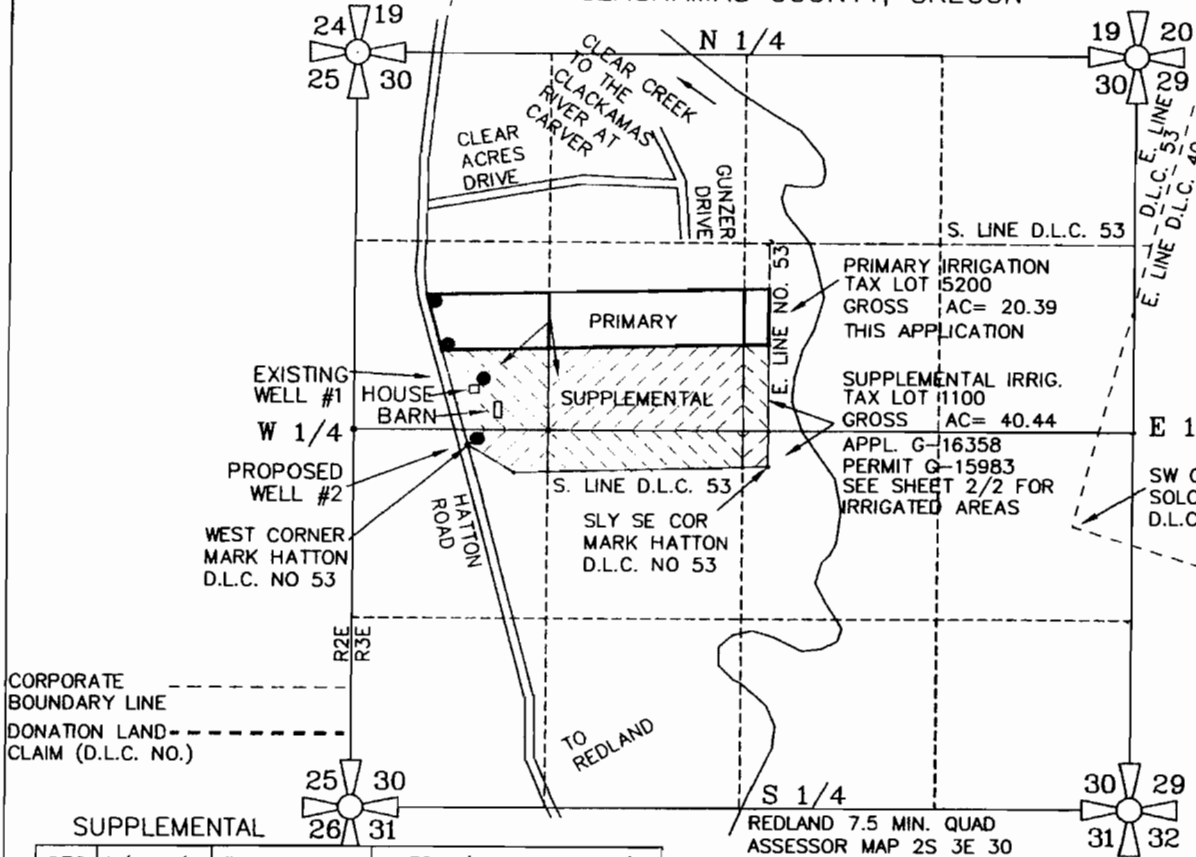 CLACKAMAS COUNTY, OREGON
24 19
25 30
N 1/4
19 20
30 29
CLEAR CREEK
TO THE
CLACKAMAS
RIVER AT
CARVER
CLEAR
ACRES
DRIVE
GUNZER
DRIVE
E. LINE
D.L.C. 53
E. LINE D.L.C. 40
S. LINE D.L.C. 53
E. LINE NO. 53
PRIMARY IRRIGATION
TAX LOT 5200
GROSS AC= 20.39
THIS APPLICATION
PRIMARY
EXISTING
WELL #1
HOUSE
BARN
SUPPLEMENTAL
SUPPLEMENTAL IRRIG.
TAX LOT 1100
GROSS AC= 40.44
APPL. G-16358
PERMIT G-15983
SEE SHEET 2/2 FOR
IRRIGATED AREAS
W 1/4
E 1
PROPOSED
WELL #2
S. LINE D.L.C. 53
SW
D.L.C
WEST CORNER
MARK HATTON
D.L.C. NO 53
HATTON
ROAD
SLY SE COR
MARK HATTON
D.L.C. NO 53
R2E
R3E
CORPORATE
BOUNDARY LINE
DONATION LAND
CLAIM (D.L.C. NO.)
TO
REDLAND
25 30
26 31
S 1/4
30 29
31 32
SUPPLEMENTAL
REDLAND 7.5 MIN. QUAD
ASSESSOR MAP 2S 3E 30